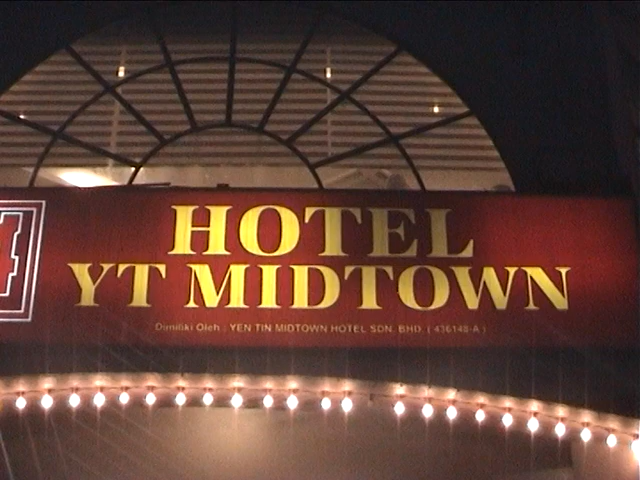 HOTEL
YT MIDTOWN
Dimiliki Oleh : YEN TIN MIDTOWN HOTEL SDN. BHD. ( 436148-A )